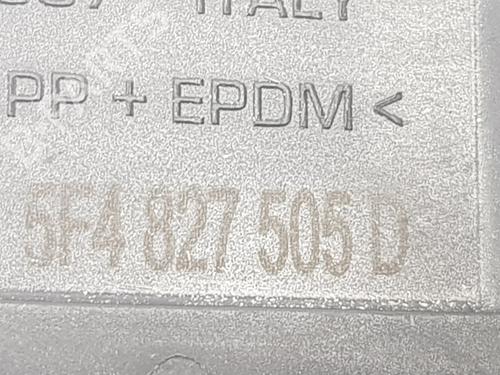 ITALY
PP + EPDM <
5F4 827 505 D